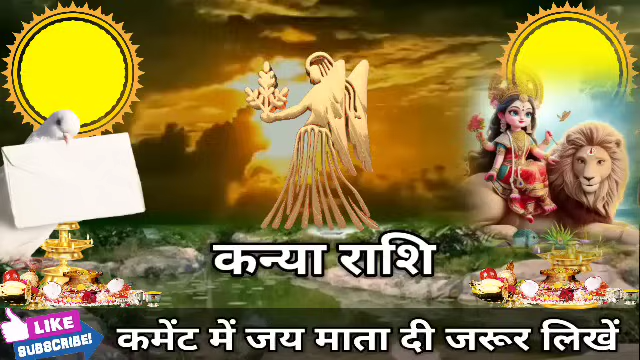 कन्या राशि
LIKE
SUBSCRIBE!
कमेंट में जय माता दी जरूर लिखें